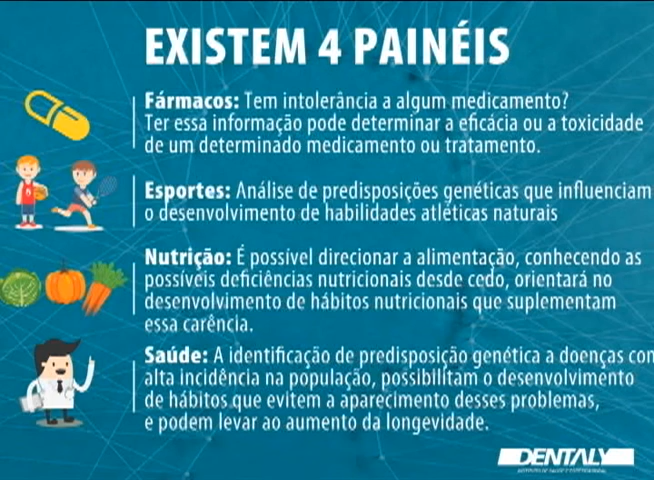 EXISTEM 4 PAINÉIS
Fármacos: Tem intolerância a algum medicamento?
Ter essa informação pode determinar a eficácia ou a toxicidade
de um determinado medicamento ou tratamento.
Esportes: Análise de predisposições genéticas que influenciam
o desenvolvimento de habilidades atléticas naturais
Nutrição: É possível direcionar a alimentação, conhecendo as
possíveis deficiências nutricionais desde cedo, orientará no
desenvolvimento de hábitos nutricionais que suplementam
essa carência.
Saúde: A identificação de predisposição genética a doenças con
alta incidência na população, possibilitam o desenvolvimento
de hábitos que evitem a aparecimento desses problemas,
e podem levar ao aumento da longevidade.
DENTALY